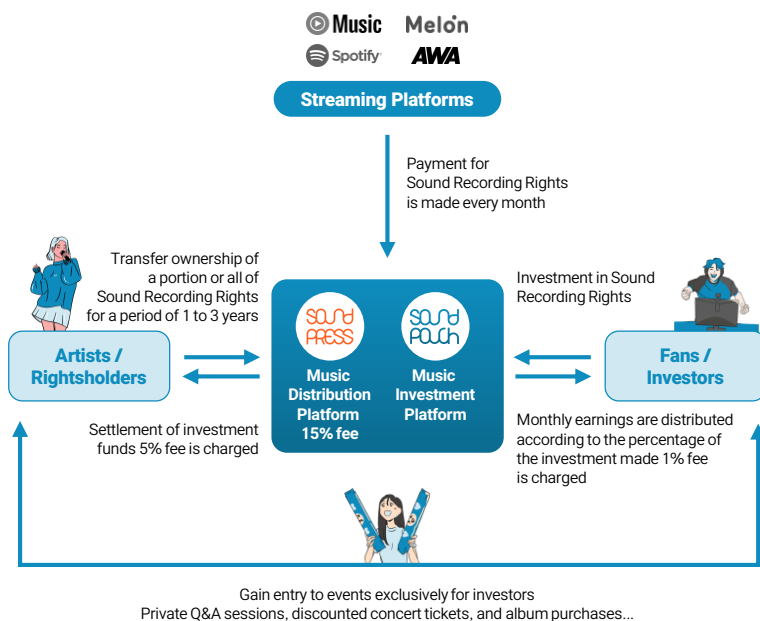 Music
Melon
Spotify
AWA
Streaming Platforms
Payment for
Sound Recording Rights
is made every month
Transfer ownership of
a portion or all of
Sound Recording Rights
for a period of 1 to 3 years
Investment in Sound
Recording Rights
SOUND
PRESS
SOUND
POUCH
Artists /
Rightsholders
Music
Distribution
Platform
15% fee
Music
Investment
Platform
Fans /
Investors
Settlement of investment
funds 5% fee is charged
Monthly earnings are distributed
according to the percentage of
the investment made 1% fee
is charged
Gain entry to events exclusively for investors
Private Q&A sessions, discounted concert tickets, and album purchases...